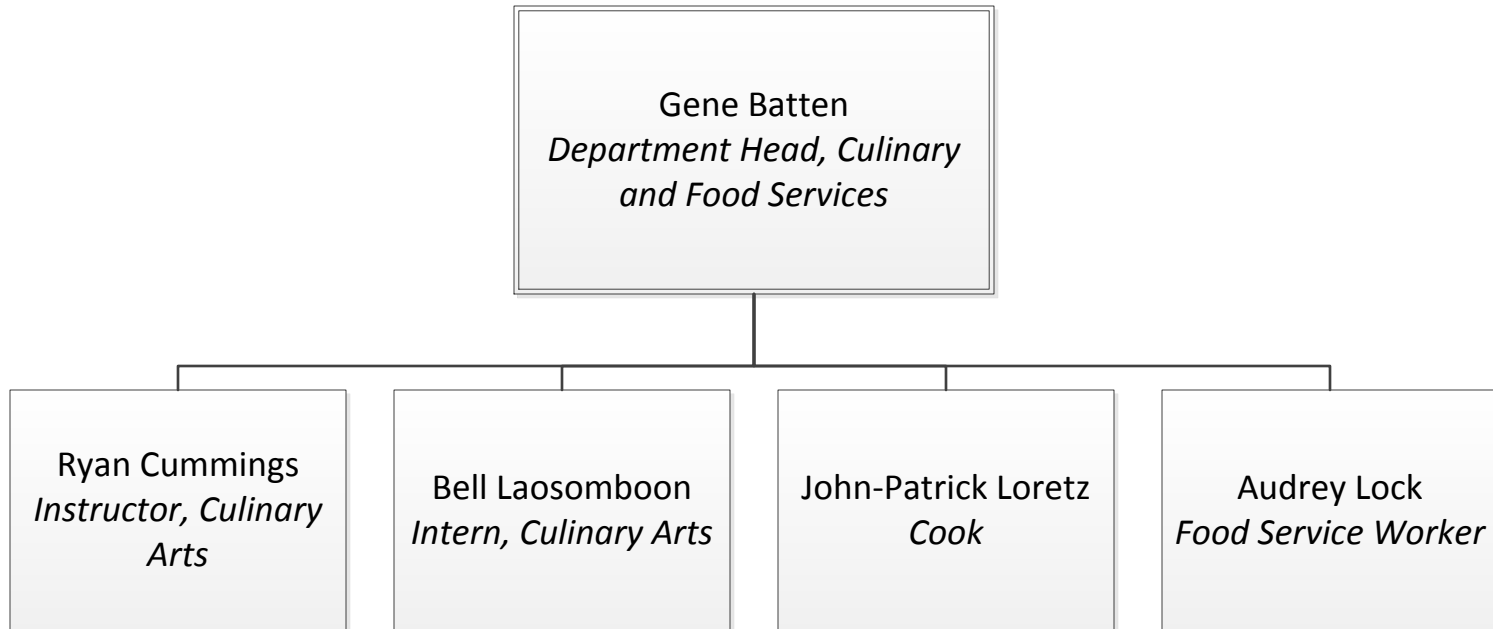 Gene Batten
Department Head, Culinary
and Food Services
Ryan Cummings
Instructor, Culinary
Arts
Bell Laosomboon
Intern, Culinary Arts
John-Patrick Loretz
Cook
Audrey Lock
Food Service Worker